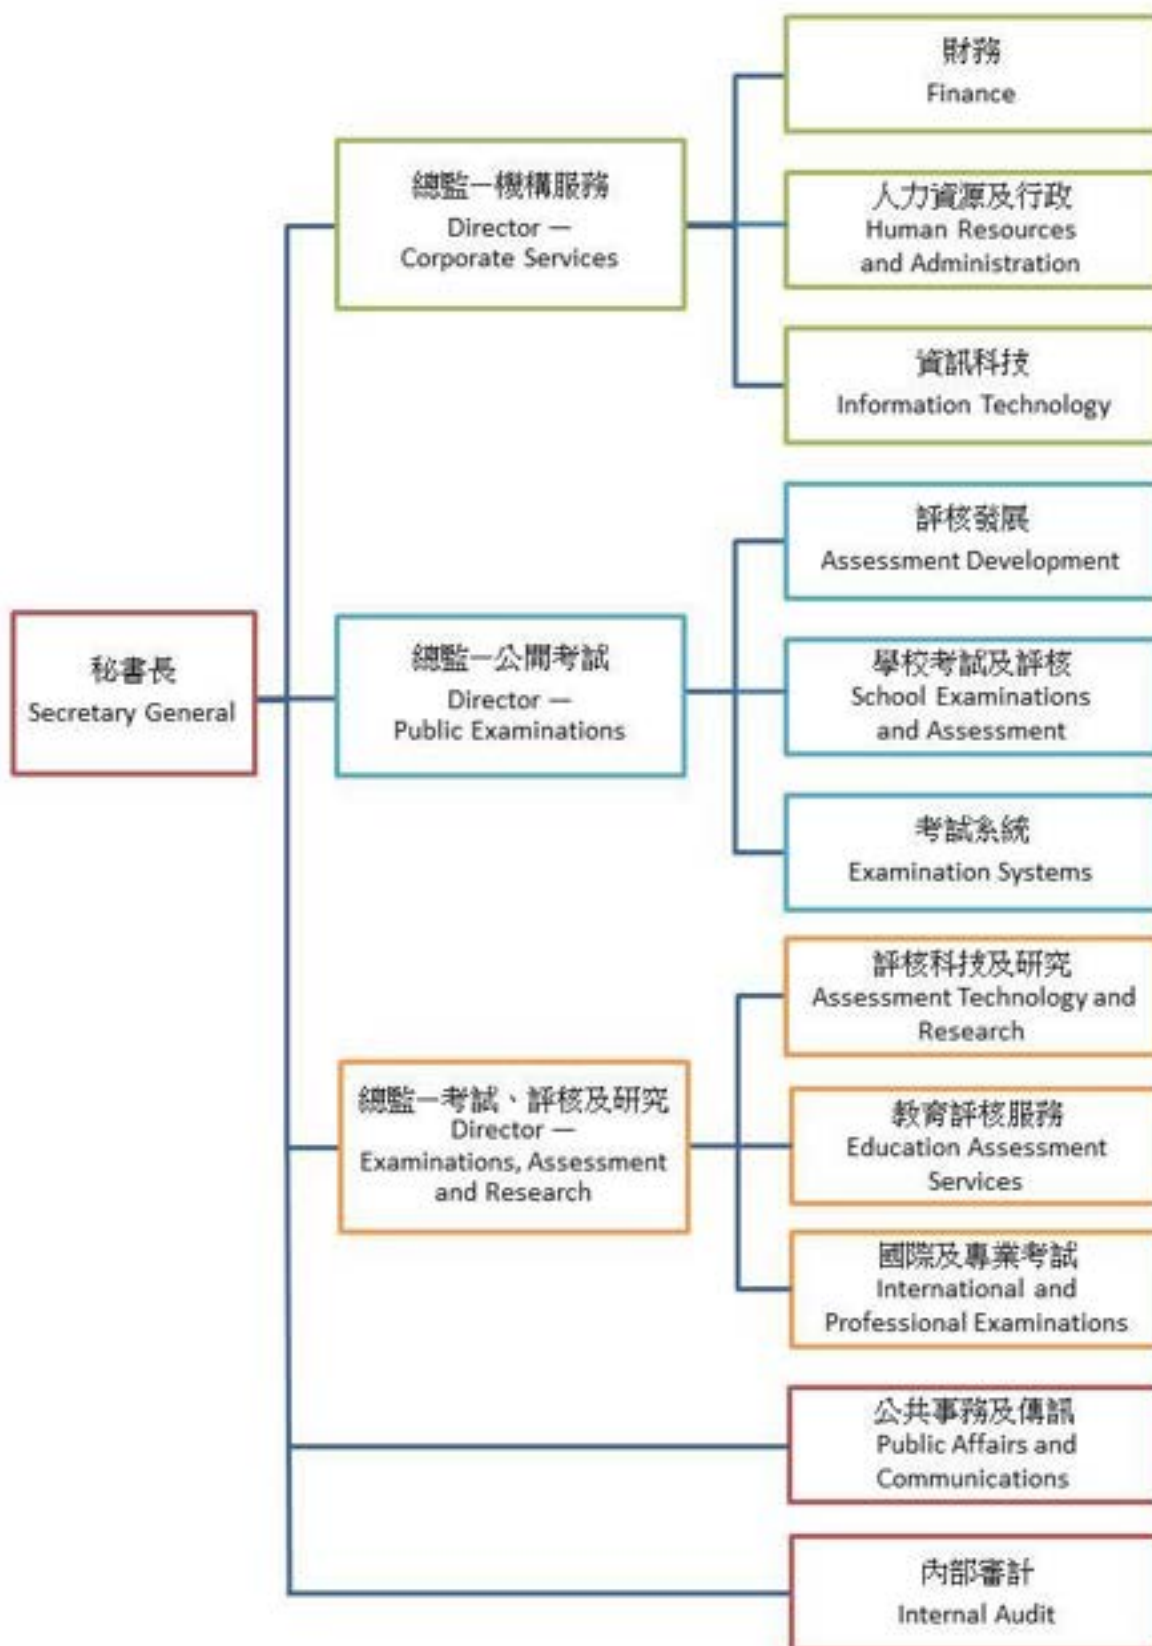 財務
Finance
總監—機構服務
Director —
Corporate Services
人力資源及行政
Human Resources
and Administration
資訊科技
Information Technology
秘書長
Secretary General
總監—公開考試
Director —
Public Examinations
評核發展
Assessment Development
學校考試及評核
School Examinations
and Assessment
考試系統
Examination Systems
總監—考試、評核及研究
Director —
Examinations, Assessment
and Research
評核科技及研究
Assessment Technology and
Research
教育評核服務
Education Assessment
Services
國際及專業考試
International and
Professional Examinations
公共事務及傳訊
Public Affairs and
Communications
內部審計
Internal Audit